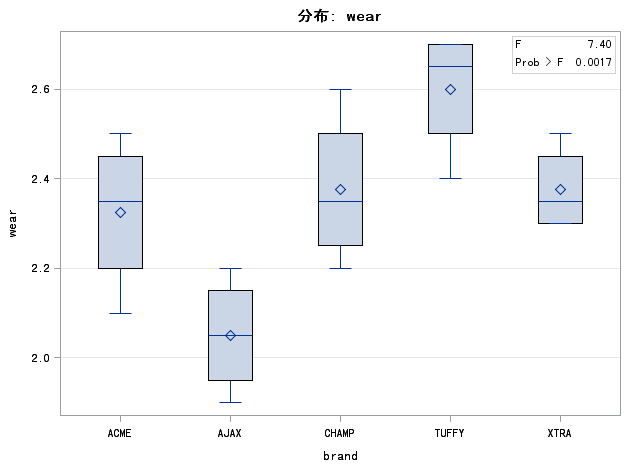 分布: wear
F 7.40
Prob > F 0.0017
2.6
2.4
2.2
2.0
wear
ACME AJAX CHAMP TUFFY XTRA
brand